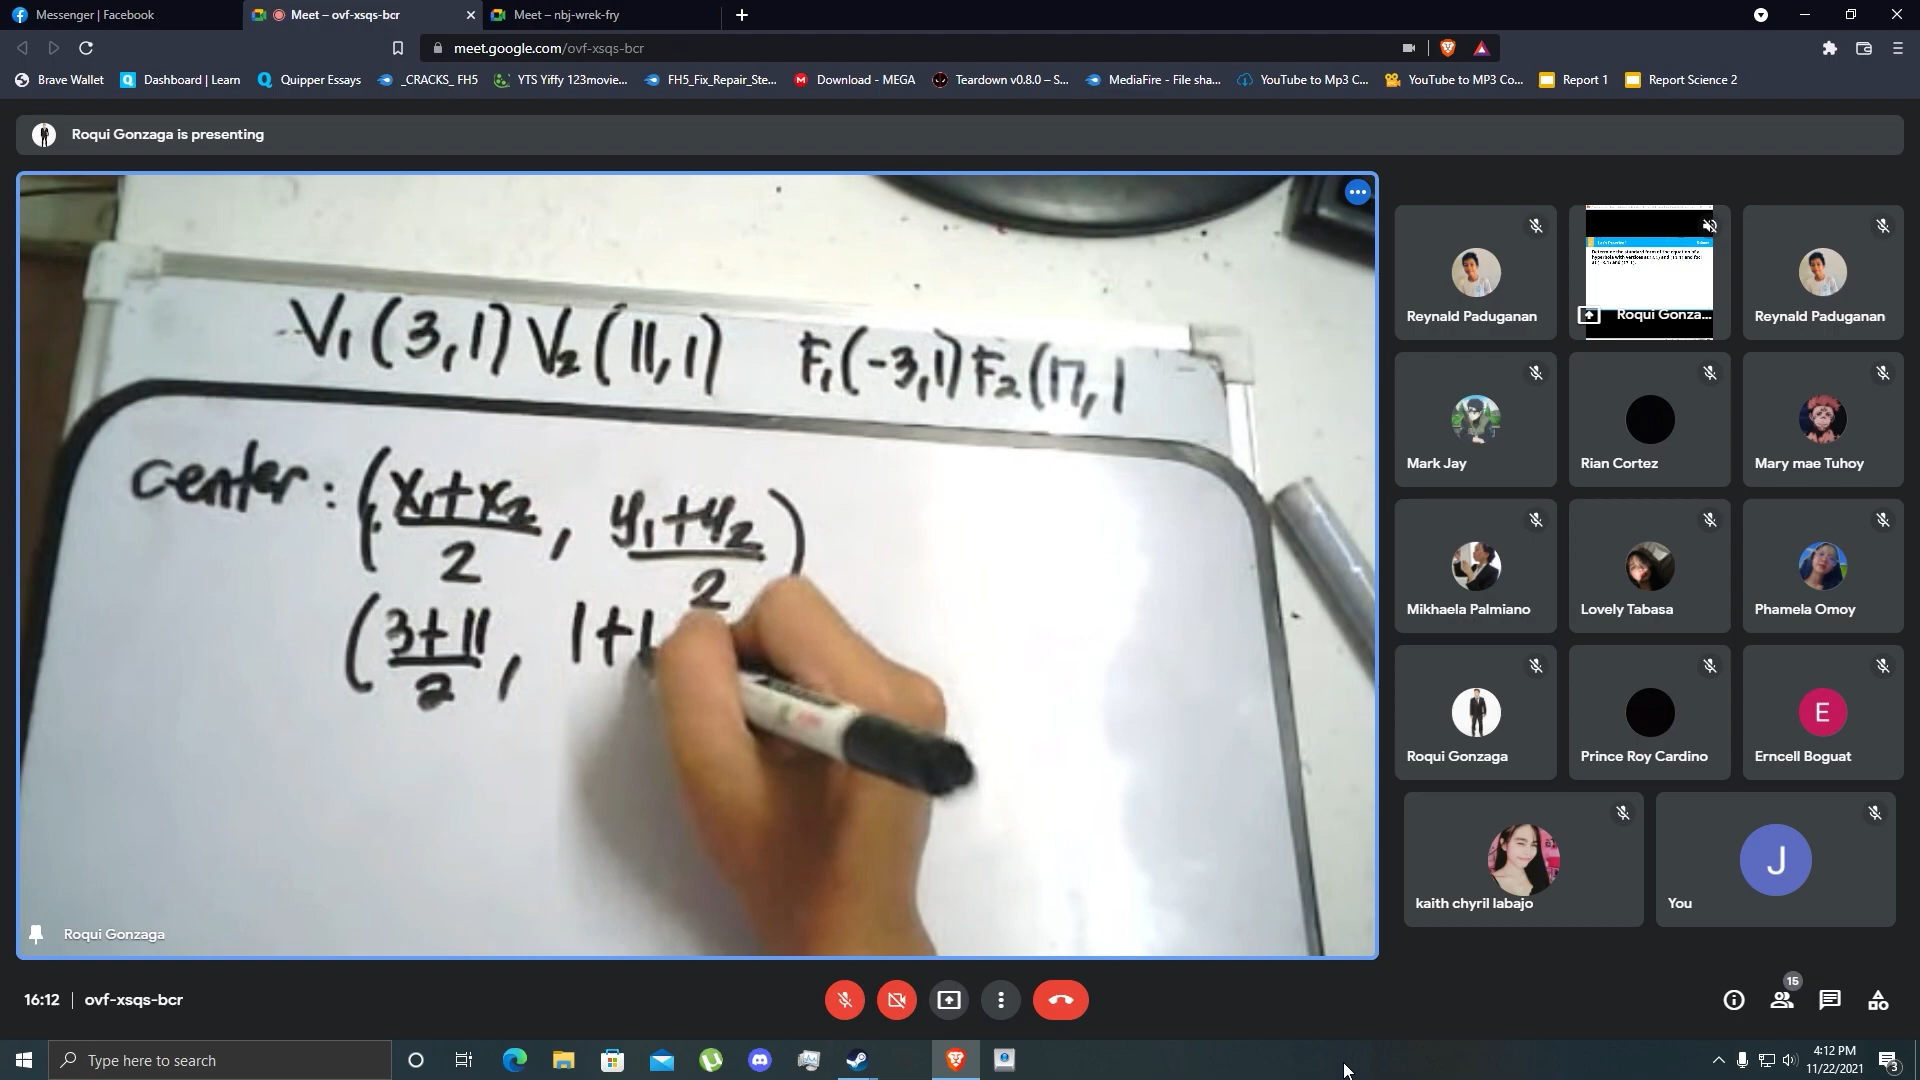 Messenger | Facebook
Meet – ovf-xsqs-bcr
Meet – nbj-wrek-fry
meet.google.com/ovf-xsqs-bcr
Brave Wallet
Dashboard | Learn
Quipper Essays
_CRACKS_ FH5
YTS Yiffy 123movie...
FH5_Fix_Repair_Ste...
Download - MEGA
Teardown v0.8.0 – S...
MediaFire - File sha...
YouTube to Mp3 C...
YouTube to MP3 Co...
Report 1
Report Science 2
Roqui Gonzaga is presenting
V₁(3,1) V₂(11,1) F₁(-3,1) F₂(17,1
center: (x₁+x₂/2, y₁+y₂/2)
(3+11/2, 1+1
Roqui Gonzaga
Reynald Paduganan
Roqui Gonza...
Reynald Paduganan
Mark Jay
Rian Cortez
Mary mae Tuhoy
Mikhaela Palmiano
Lovely Tabasa
Phamela Omoy
Roqui Gonzaga
Prince Roy Cardino
E
Erncell Boguat
kaith chyril labajo
J
You
16:12 | ovf-xsqs-bcr
15
Type here to search
4:12 PM
11/22/2021
3